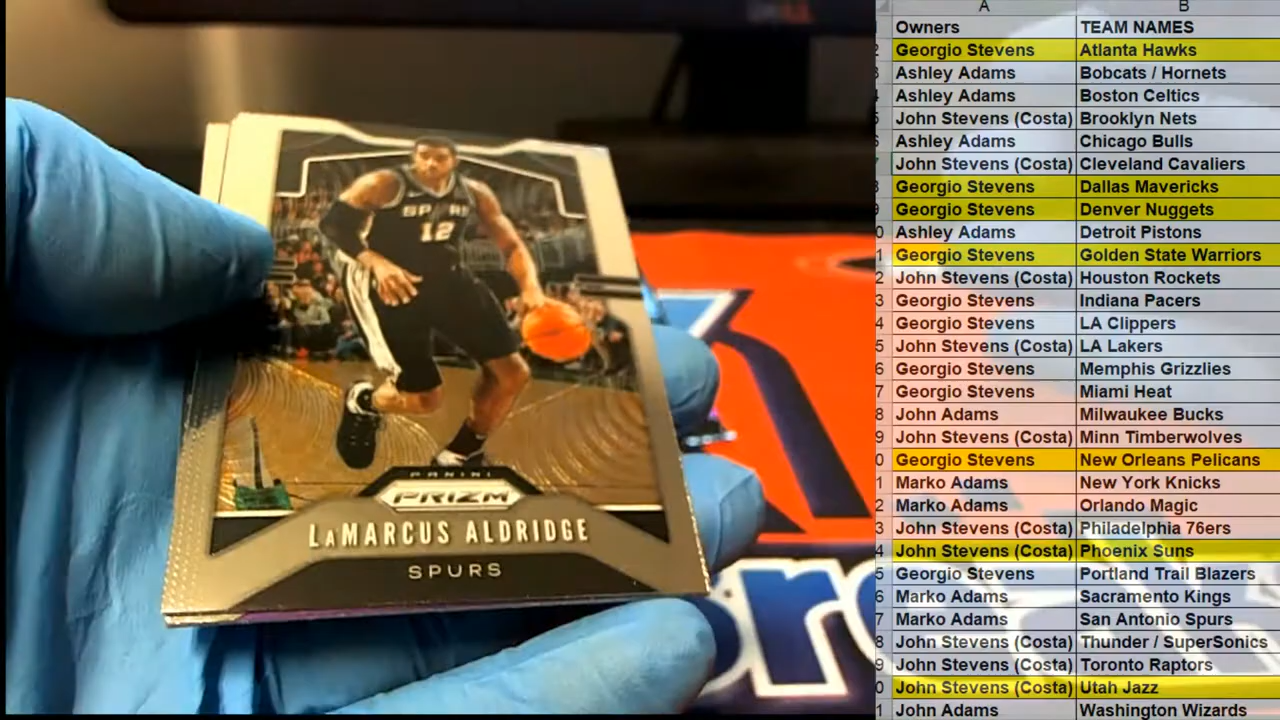 SPURS
12
PANINI
PRIZM
LaMARCUS ALDRIDGE
SPURS
A B
Owners TEAM NAMES
Georgio Stevens Atlanta Hawks
Ashley Adams Bobcats / Hornets
Ashley Adams Boston Celtics
John Stevens (Costa) Brooklyn Nets
Ashley Adams Chicago Bulls
John Stevens (Costa) Cleveland Cavaliers
Georgio Stevens Dallas Mavericks
Georgio Stevens Denver Nuggets
Ashley Adams Detroit Pistons
Georgio Stevens Golden State Warriors
John Stevens (Costa) Houston Rockets
Georgio Stevens Indiana Pacers
Georgio Stevens LA Clippers
John Stevens (Costa) LA Lakers
Georgio Stevens Memphis Grizzlies
Georgio Stevens Miami Heat
John Adams Milwaukee Bucks
John Stevens (Costa) Minn Timberwolves
Georgio Stevens New Orleans Pelicans
Marko Adams New York Knicks
Marko Adams Orlando Magic
John Stevens (Costa) Philadelphia 76ers
John Stevens (Costa) Phoenix Suns
Georgio Stevens Portland Trail Blazers
Marko Adams Sacramento Kings
Marko Adams San Antonio Spurs
John Stevens (Costa) Thunder / SuperSonics
John Stevens (Costa) Toronto Raptors
John Stevens (Costa) Utah Jazz
John Adams Washington Wizards